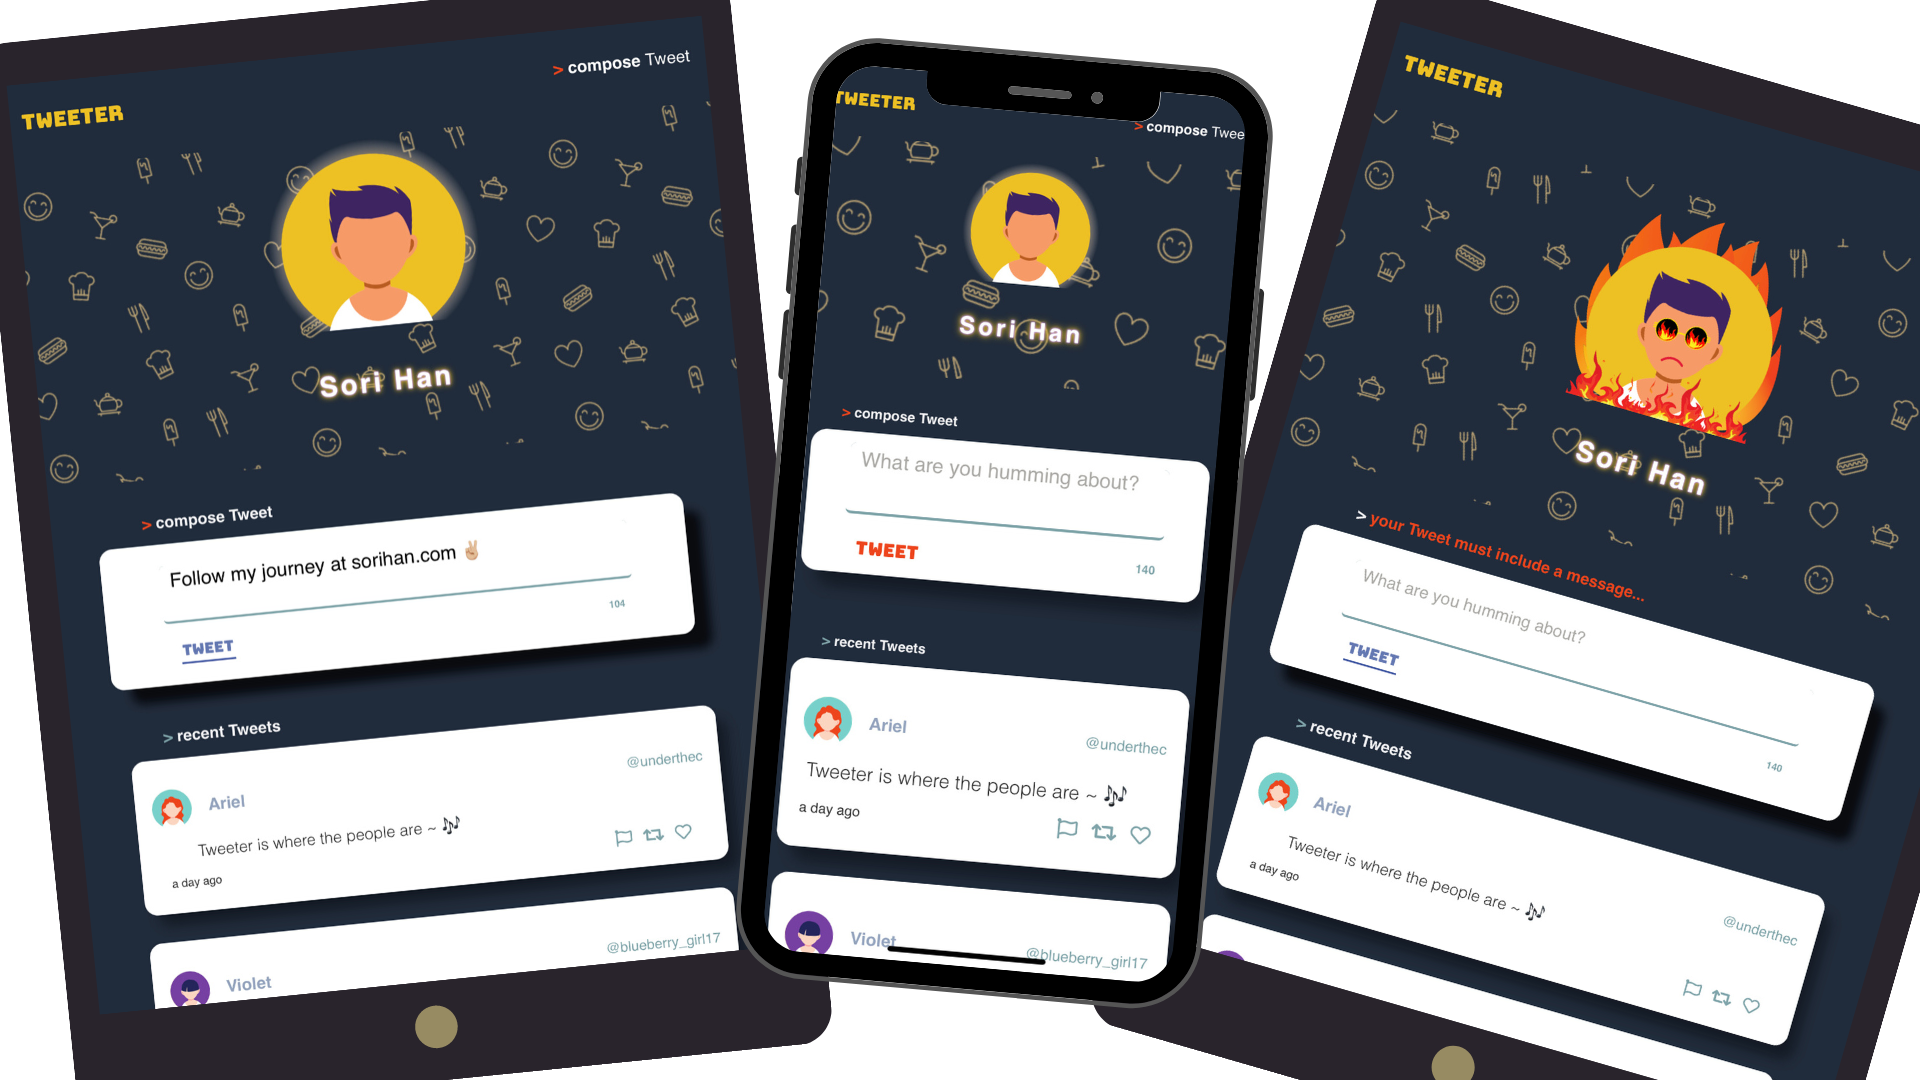 > compose Tweet
TWEETER
Sori Han
> compose Tweet
Follow my journey at sorihan.com ✌🏼
104
TWEET
> recent Tweets
@underthec
Ariel
Tweeter is where the people are ~ 🎶
a day ago
@blueberry_girl17
Violet
TWEETER
> compose Twee
Sori Han
> compose Tweet
What are you humming about?
TWEET
140
> recent Tweets
Ariel
@underthec
Tweeter is where the people are ~ 🎶
a day ago
Violet
@blueberry_girl17
TWEETER
Sori Han
> your Tweet must include a message...
What are you humming about?
TWEET
140
> recent Tweets
Ariel
@underthec
Tweeter is where the people are ~ 🎶
a day ago